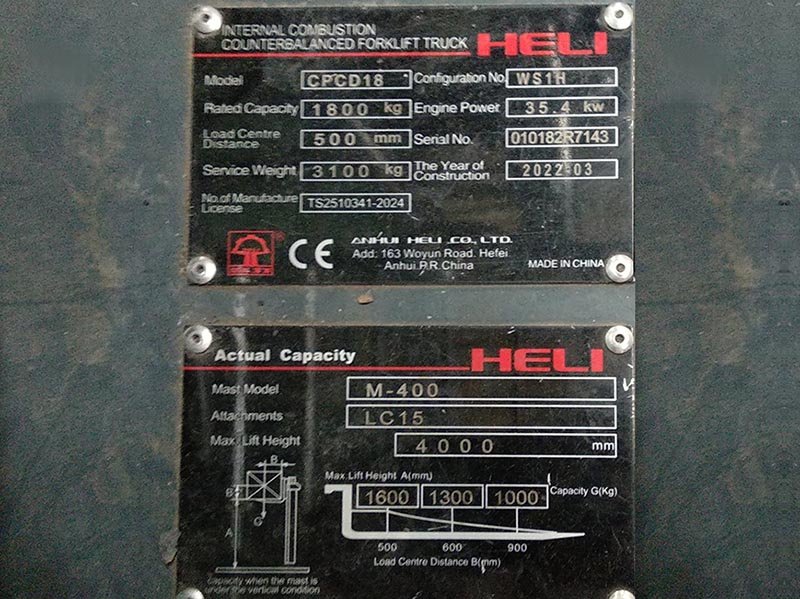 INTERNAL COMBUSTION
COUNTERBALANCED FORKLIFT TRUCK HELI
Model CPCD18 Configuration No. WS1H
Rated Capacity 1800 kg Engine Power 35.4 kw
Load Centre
Distance 500 mm Serial No. 010182R7143
Service Weight 3100 kg The Year of
Construction 2022-03
No.of Manufacture
License TS2510341-2024
CE ANHUI HELI CO., LTD.
Add: 163 Woyun Road. Hefei
Anhui.P.R.China MADE IN CHINA
Actual Capacity HELI
Mast Model M-400
Attachments LC15
Max. Lift Height 4000 mm
Max.Lift Height A(mm)
1600 1300 1000 Capacity G(Kg)
B
B
G
A
500 600 900
Load Centre Distance B(mm)
capacity when the mast is
under the vertical condition